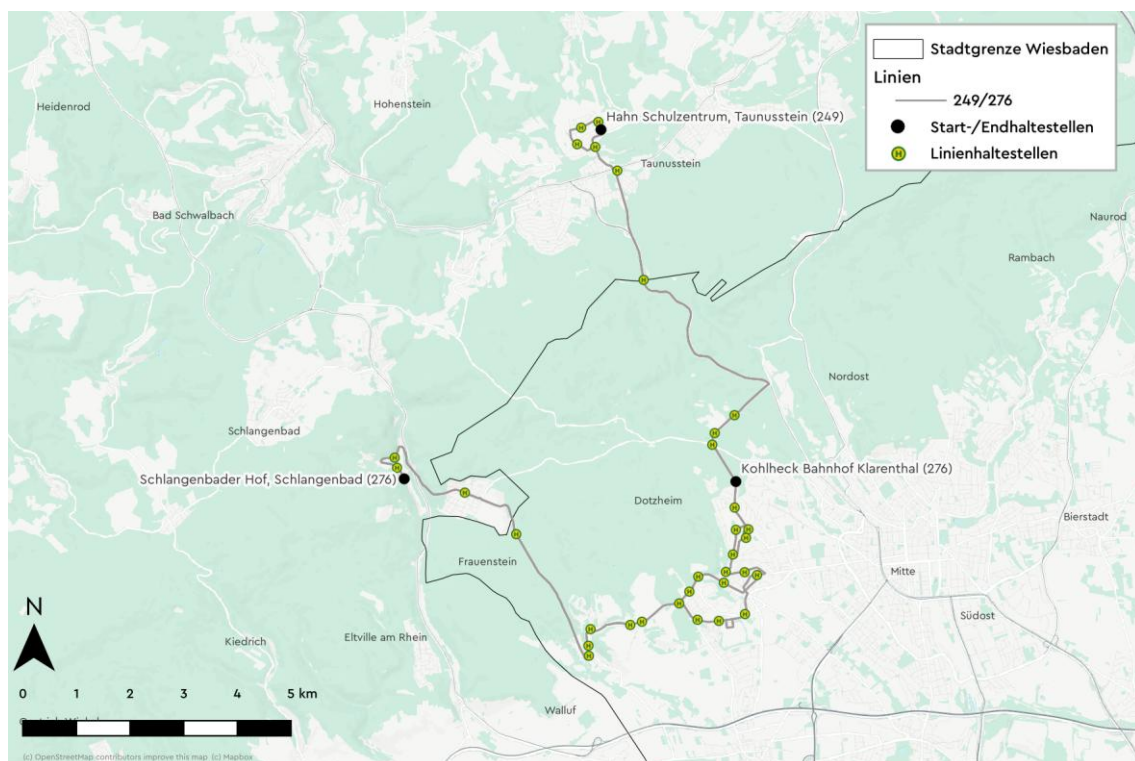 Stadtgrenze Wiesbaden
Linien
249/276
Start-/Endhaltestellen
Linienhaltestellen
Heidenrod
Hohenstein
Hahn Schulzentrum, Taunusstein (249)
Taunusstein
Bad Schwalbach
Naurod
Rambach
Nordost
Schlangenbad
Schlangenbader Hof, Schlangenbad (276)
Kohlheck Bahnhof Klarenthal (276)
Dotzheim
Bierstadt
Frauenstein
Mitte
Südost
N
Kiedrich
Eltville am Rhein
0 1 2 3 4 5 km
Walluf
(c) OpenStreetMap contributors improve this map (c) Mapbox